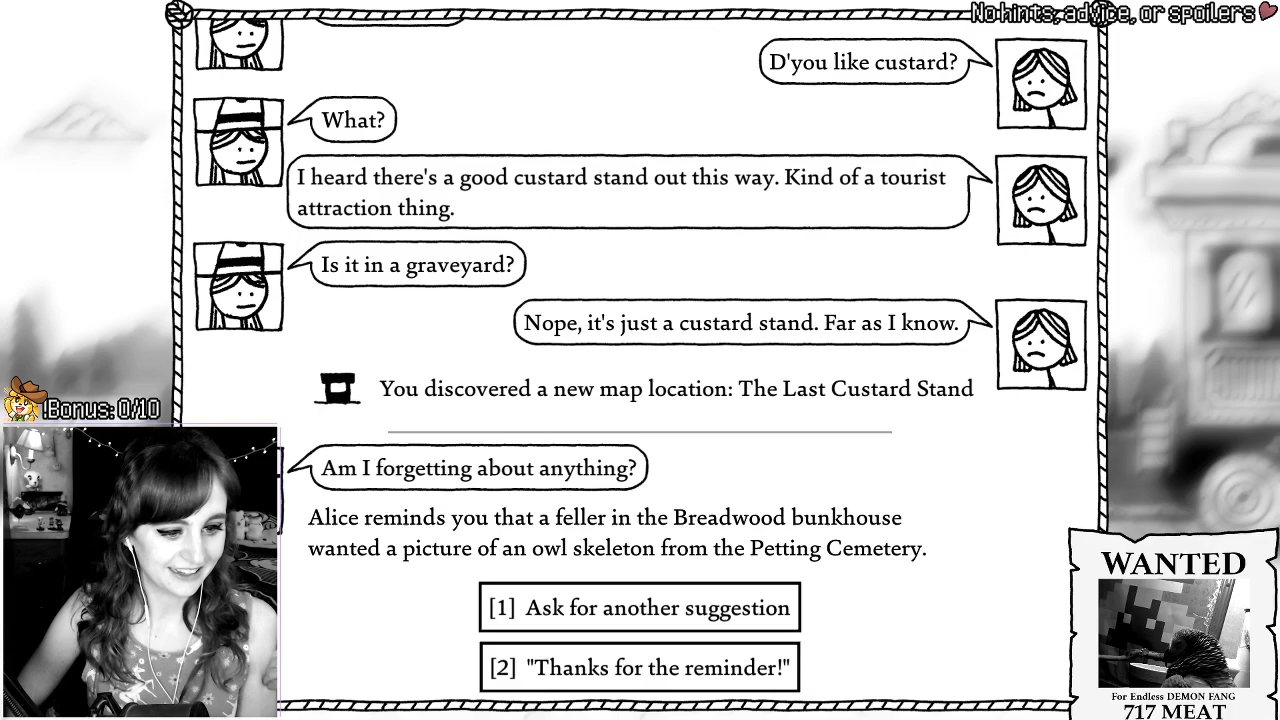 No hints, advice, or spoilers
D'you like custard?
What?
I heard there's a good custard stand out this way. Kind of a tourist
attraction thing.
Is it in a graveyard?
Nope, it's just a custard stand. Far as I know.
You discovered a new map location: The Last Custard Stand
!Bonus: 0/10
Am I forgetting about anything?
Alice reminds you that a feller in the Breadwood bunkhouse
wanted a picture of an owl skeleton from the Petting Cemetery.
[1] Ask for another suggestion
[2] "Thanks for the reminder!"
WANTED
For Endless DEMON FANG
717 MEAT